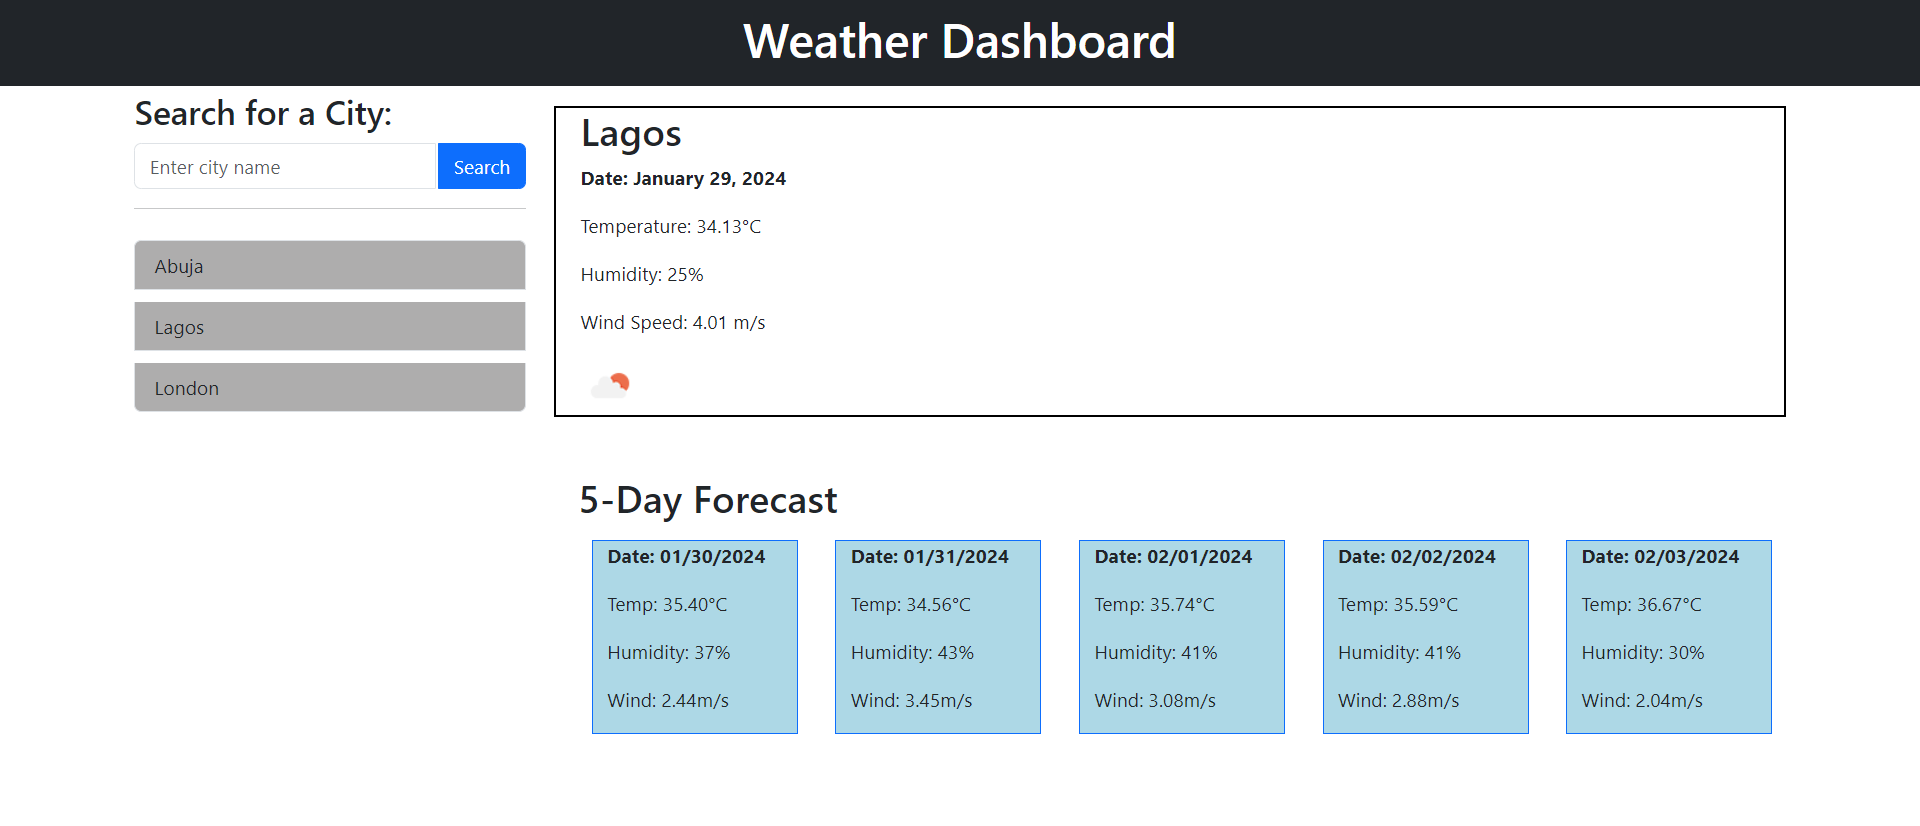 Weather Dashboard
Search for a City:
Enter city name
Search
Abuja
Lagos
London
Lagos
Date: January 29, 2024
Temperature: 34.13°C
Humidity: 25%
Wind Speed: 4.01 m/s
5-Day Forecast
Date: 01/30/2024
Temp: 35.40°C
Humidity: 37%
Wind: 2.44m/s
Date: 01/31/2024
Temp: 34.56°C
Humidity: 43%
Wind: 3.45m/s
Date: 02/01/2024
Temp: 35.74°C
Humidity: 41%
Wind: 3.08m/s
Date: 02/02/2024
Temp: 35.59°C
Humidity: 41%
Wind: 2.88m/s
Date: 02/03/2024
Temp: 36.67°C
Humidity: 30%
Wind: 2.04m/s